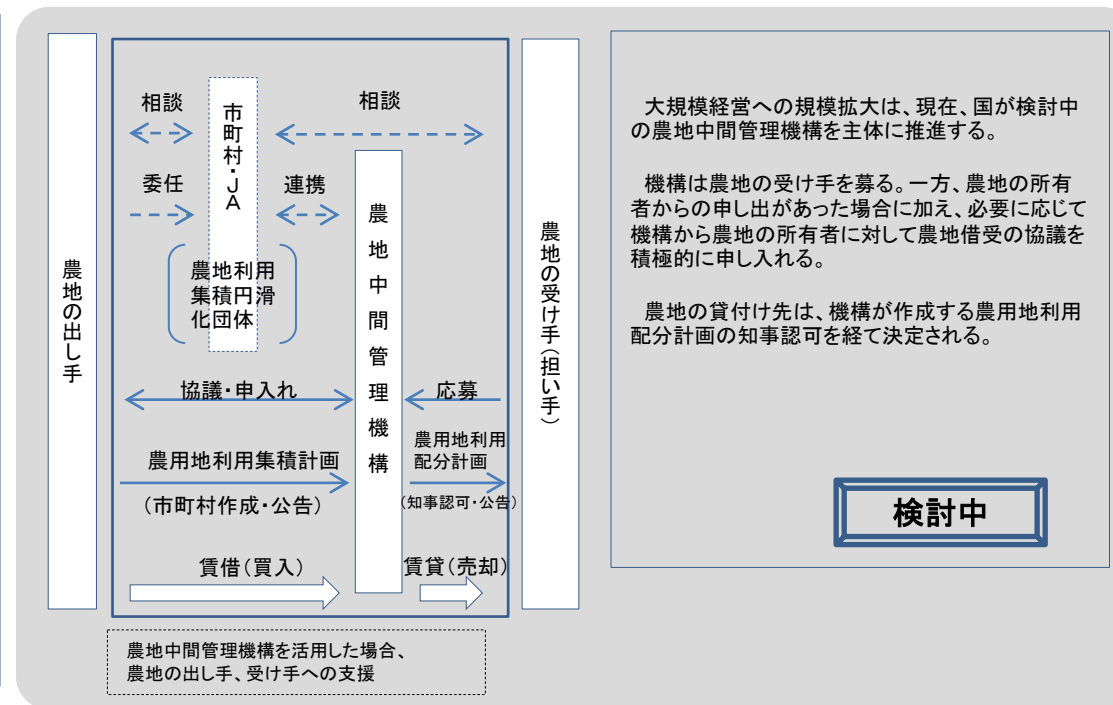 農地の出し手
相談
市町村・JA
相談
委任
連携
農地利用
集積円滑
化団体
農地中間管理機構
農地の受け手(担い手)
協議・申入れ
応募
農用地利用集積計画
(市町村作成・公告)
農用地利用
配分計画
(知事認可・公告)
賃借(買入)
賃貸(売却)
農地中間管理機構を活用した場合、
農地の出し手、受け手への支援
大規模経営への規模拡大は、現在、国が検討中
の農地中間管理機構を主体に推進する。
機構は農地の受け手を募る。一方、農地の所有
者からの申し出があった場合に加え、必要に応じて
機構から農地の所有者に対して農地借受の協議を
積極的に申し入れる。
農地の貸付け先は、機構が作成する農用地利用
配分計画の知事認可を経て決定される。
検討中